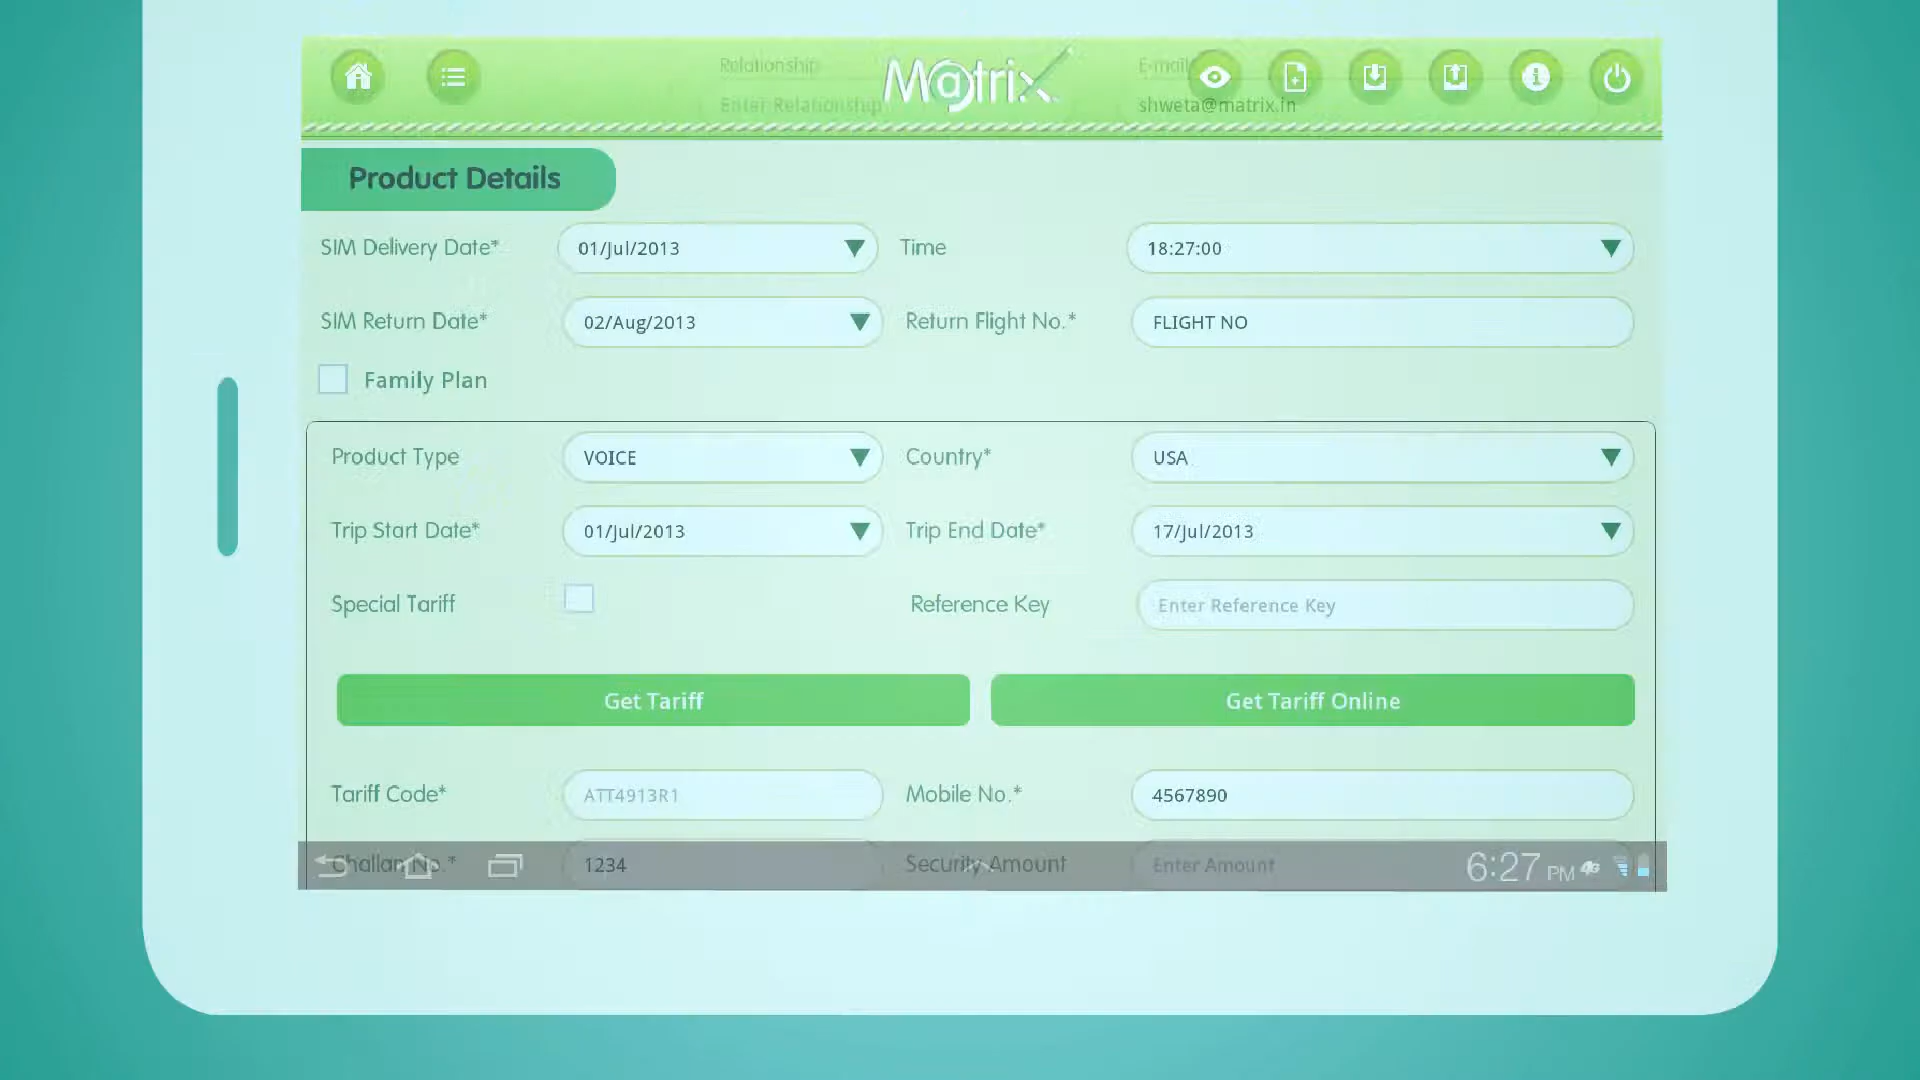 Relationship
E-mail
Matrix
Enter Relationship
shweta@matrix.in
Product Details
SIM Delivery Date*
01/Jul/2013
Time
18:27:00
SIM Return Date*
02/Aug/2013
Return Flight No.*
FLIGHT NO
Family Plan
Product Type
VOICE
Country*
USA
Trip Start Date*
01/Jul/2013
Trip End Date*
17/Jul/2013
Special Tariff
Reference Key
Enter Reference Key
Get Tariff
Get Tariff Online
Tariff Code*
ATT4913R1
Mobile No.*
4567890
Challan No.*
1234
Security Amount
Enter Amount
6:27 PM
4G